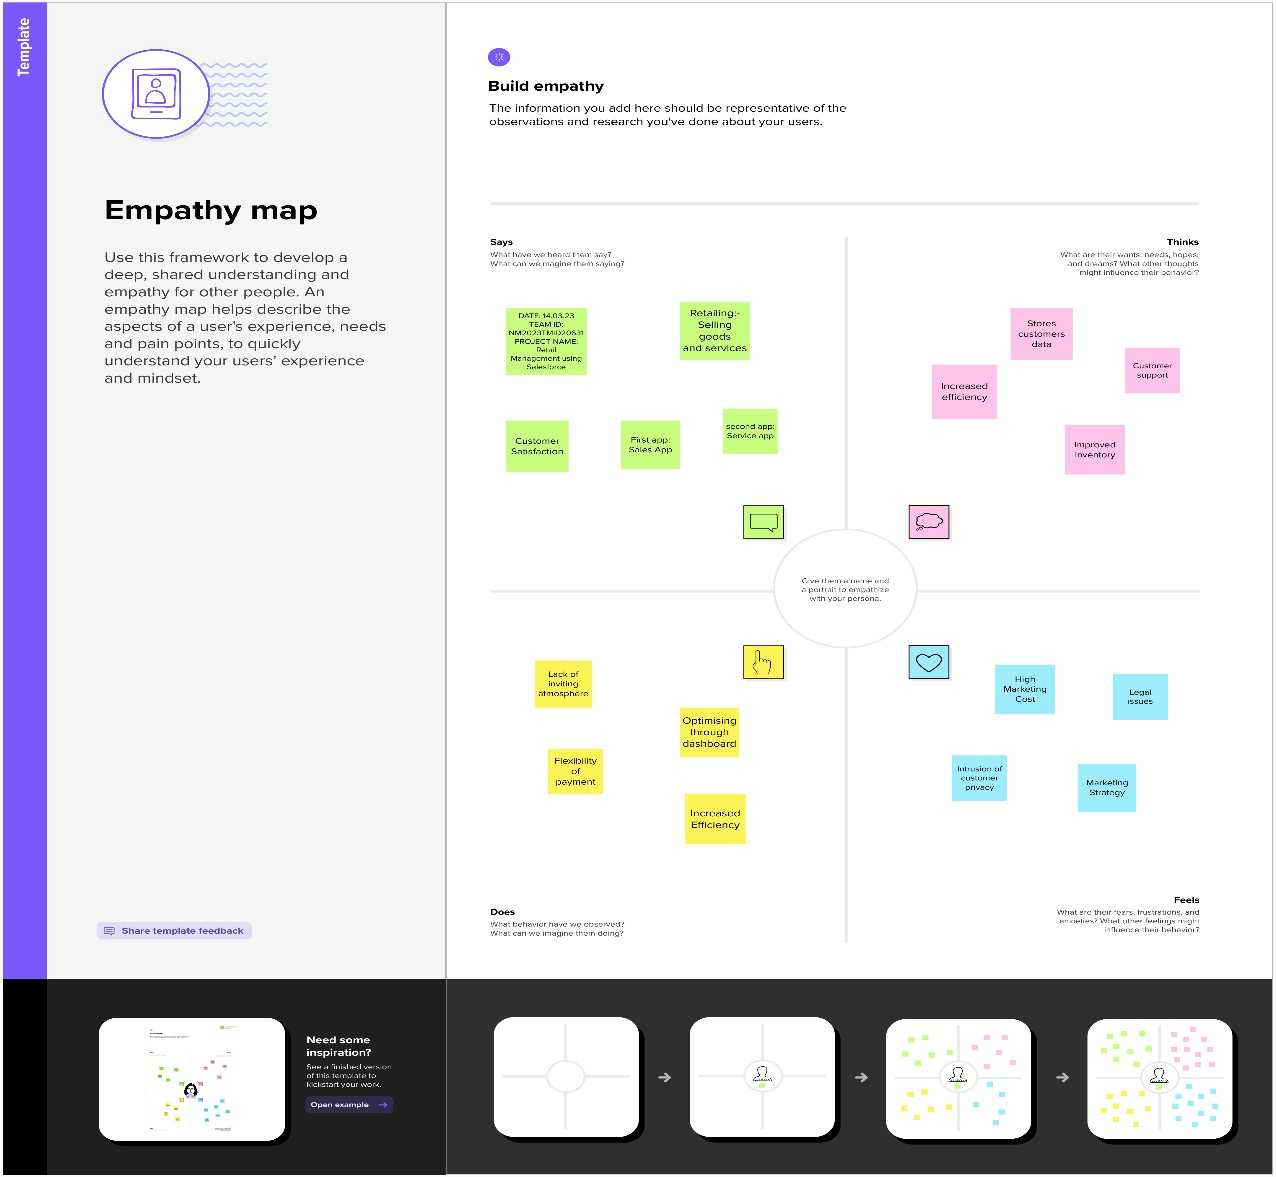 Template
Empathy map
Use this framework to develop a
deep, shared understanding and
empathy for other people. An
empathy map helps describe the
aspects of a user's experience, needs
and pain points, to quickly
understand your users' experience
and mindset.
Share template feedback
Build empathy
The information you add here should be representative of the
observations and research you've done about your users.
Says
What have we heard them say?
What can we magine them saying?
Thinks
What are their wants, needs, hopes,
and dreams? What other thoughts
might influence their behavior?
DATE: 14.03.23
TEAM ID:
NM2023TMID20631
PROJECT NAME:
Retail
Management using
Salesforce
Retailing:-
Selling
goods
and services
Customer
Satisfaction
First app:
Sales App
second app:
Service app
Stores
customers
data
Customer
support
Increased
efficiency
Improved
inventory
Give them a name and
a portrait to empathize
with your persona.
Lack of
inviting
atmosphere
Optimising
through
dashboard
Flexibility
of
payment
Increased
Efficiency
High
Marketing
Cost
Legal
issues
Intrusion of
customer
privacy
Marketing
Strategy
Does
What behavior have we observed?
What can we imagine them doing?
Feels
What are their fears, frustrations, and
anxieties? What other feelings might
influence their behavior?
Need some
inspiration?
See a finished version
of this template to
kickstart your work.
Open example